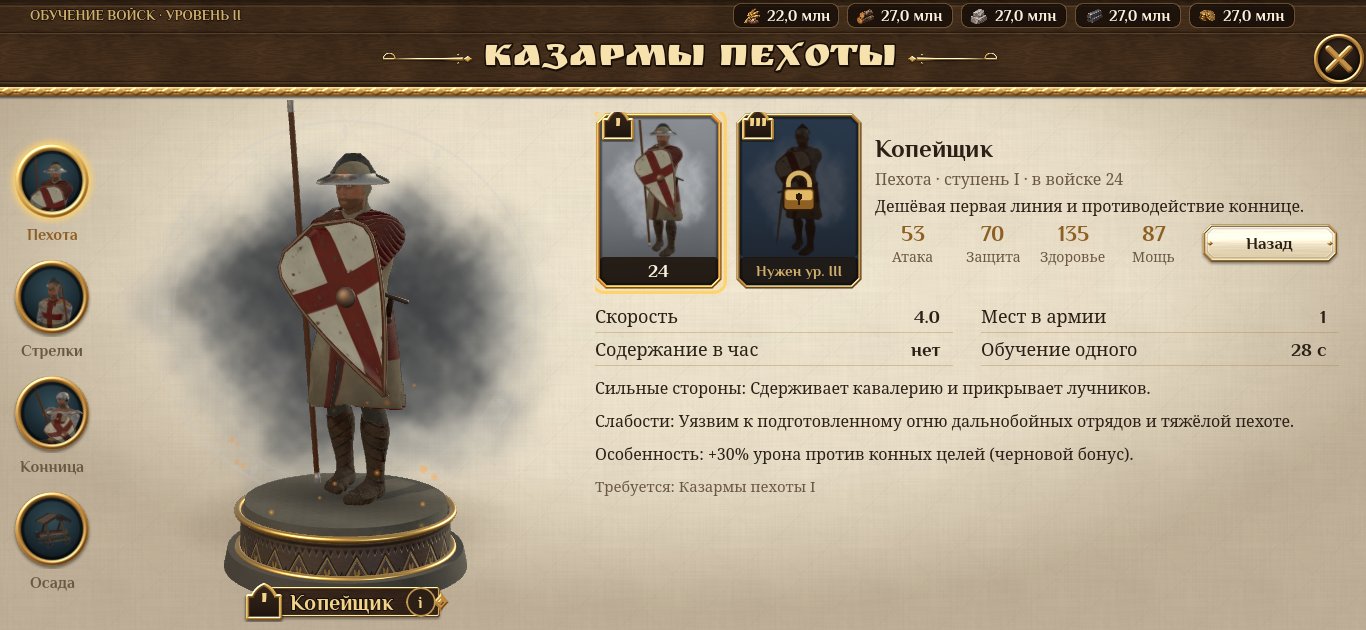 ОБУЧЕНИЕ ВОЙСК · УРОВЕНЬ II
22,0 млн
27,0 млн
27,0 млн
27,0 млн
27,0 млн
КАЗАРМЫ ПЕХОТЫ
Пехота
Стрелки
Конница
Осада
I
Копейщик
i
I
24
III
Нужен ур. III
Копейщик
Пехота · ступень I · в войске 24
Дешёвая первая линия и противодействие коннице.
53
Атака
70
Защита
135
Здоровье
87
Мощь
Назад
Скорость 4.0
Мест в армии 1
Содержание в час нет
Обучение одного 28 с
Сильные стороны: Сдерживает кавалерию и прикрывает лучников.
Слабости: Уязвим к подготовленному огню дальнобойных отрядов и тяжёлой пехоте.
Особенность: +30% урона против конных целей (черновой бонус).
Требуется: Казармы пехоты I